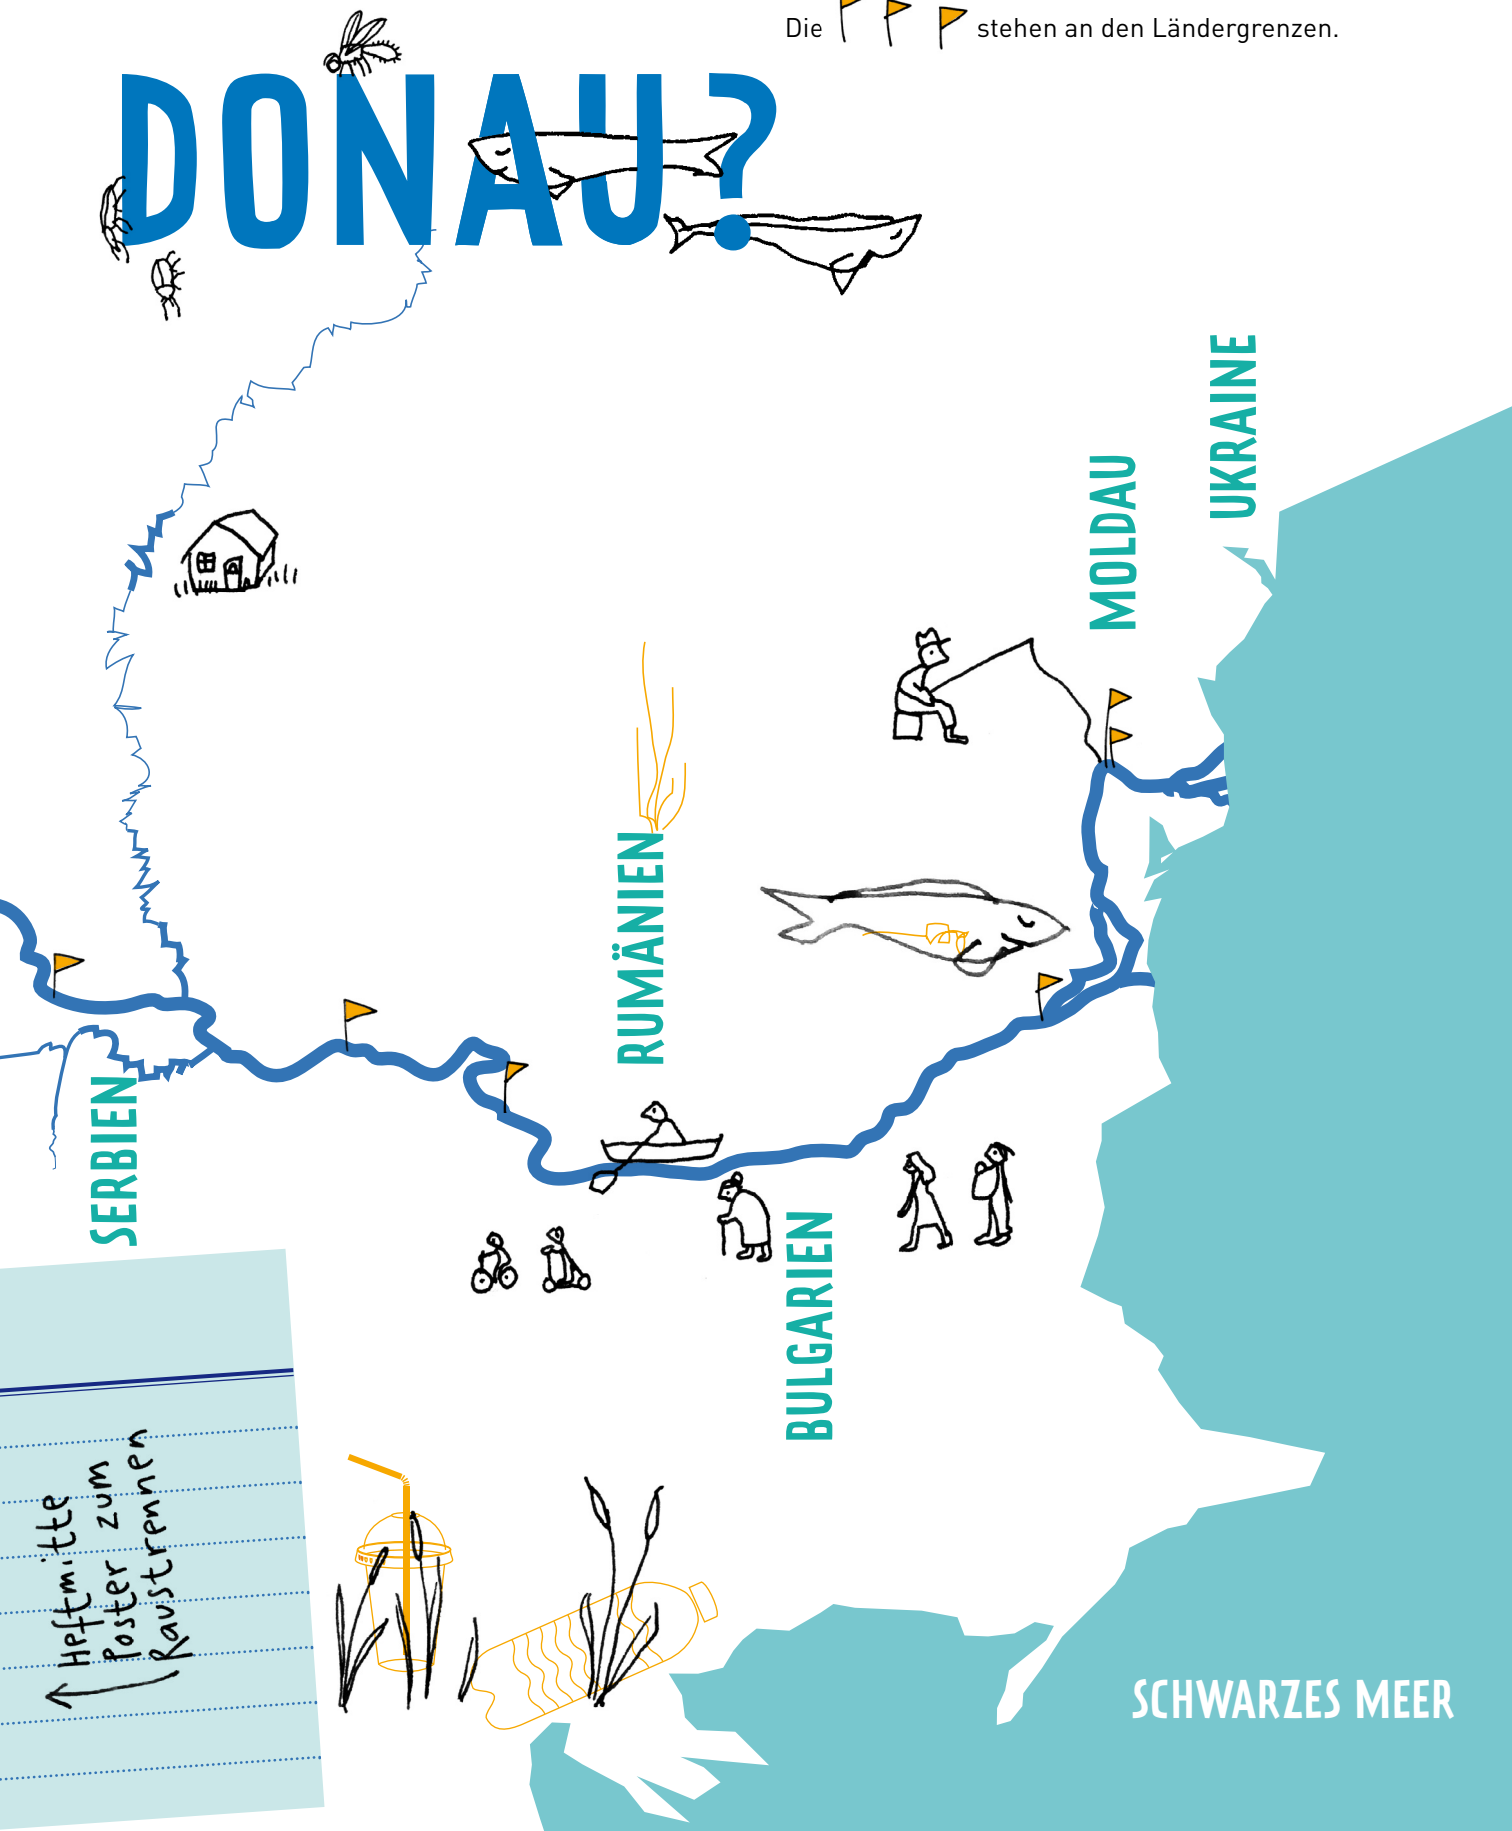 Die stehen an den Ländergrenzen.
DONAU?
UKRAINE
MOLDAU
RUMÄNIEN
SERBIEN
BULGARIEN
Heftmitte
Poster zum
Raustrennen
SCHWARZES MEER